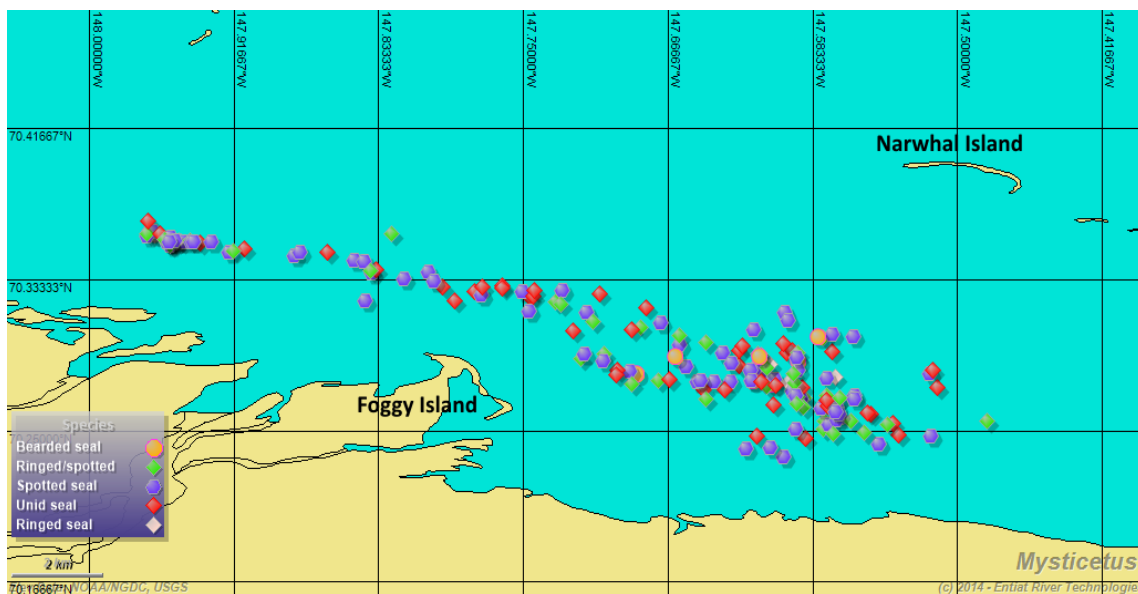 148.00000°W
147.91667°W
147.83333°W
147.75000°W
147.66667°W
147.58333°W
147.50000°W
147.41667°W
70.41667°N
Narwhal Island
70.33333°N
Foggy Island
Species
70.25000°N
Bearded seal
Ringed/spotted
Spotted seal
Unid seal
Ringed seal
2 km
Mysticetus
NOAA/NGDC, USGS
(c) 2014 - Entiat River Technologie
70.16667°N